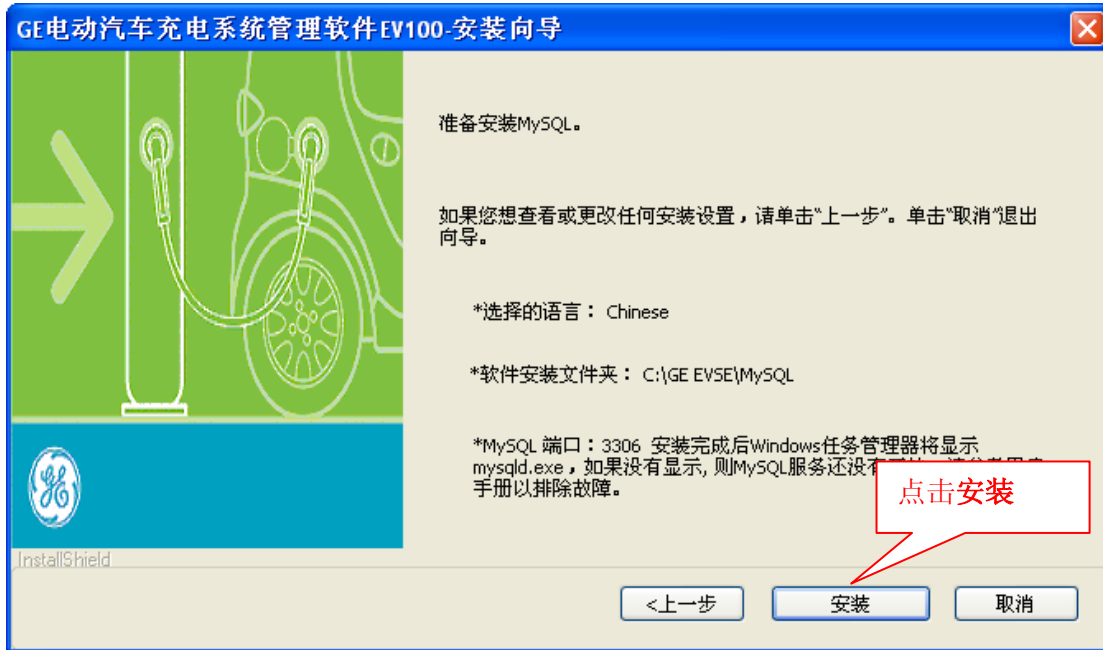 GE电动汽车充电系统管理软件EV100-安装向导
准备安装MySQL。
如果您想查看或更改任何安装设置，请单击“上一步”。单击“取消”退出
向导。
*选择的语言： Chinese
*软件安装文件夹： C:\GE EVSE\MySQL
*MySQL 端口：3306 安装完成后Windows任务管理器将显示
mysqld.exe，如果没有显示, 则MySQL服务还没有
手册以排除故障。
点击安装
GE
InstallShield
<上一步
安装
取消